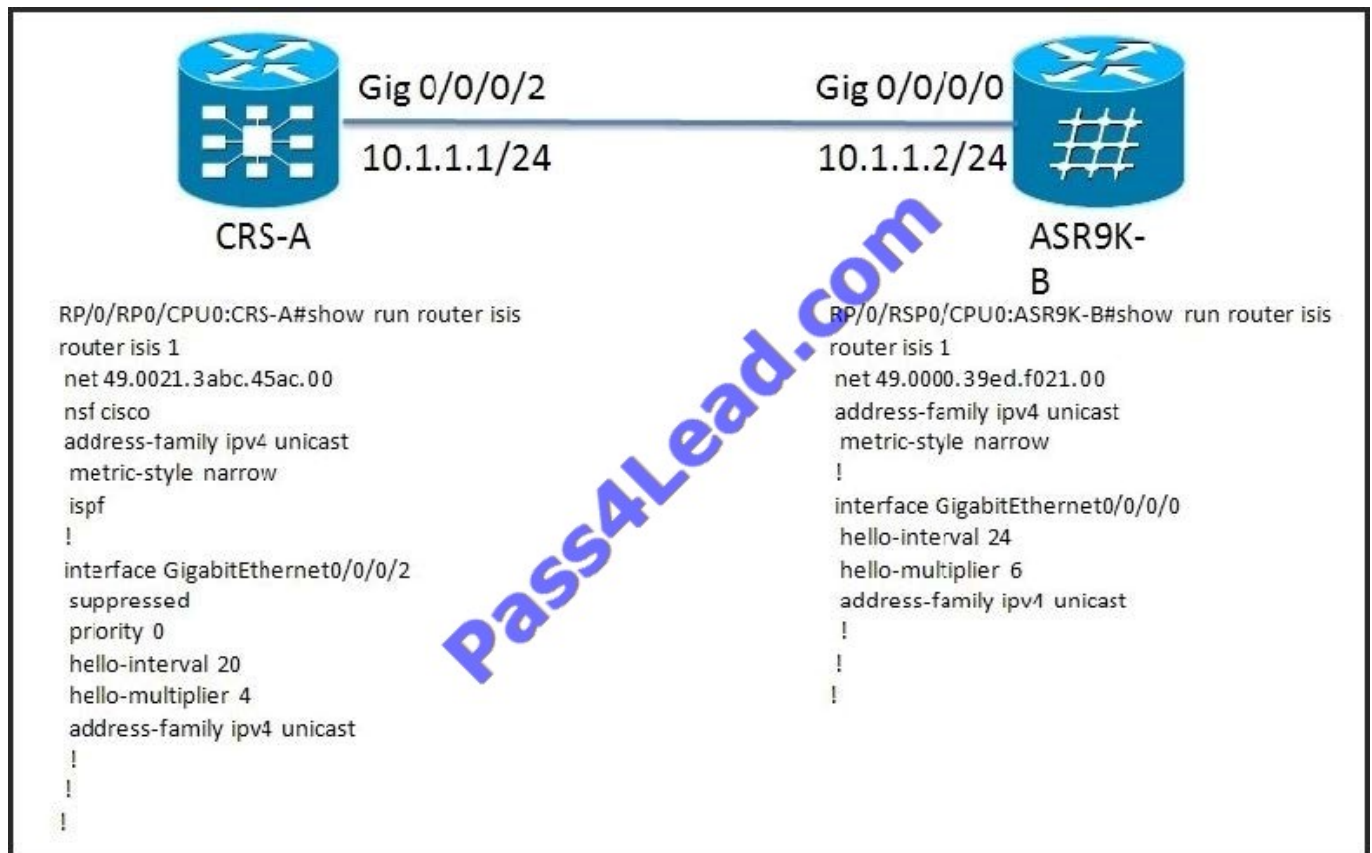 Gig 0/0/0/2
Gig 0/0/0/0
10.1.1.1/24
10.1.1.2/24
CRS-A
ASR9K-
B
RP/0/RP0/CPU0:CRS-A#show run router isis
router isis 1
net 49.0021.3abc.45ac.00
nsf cisco
address-family ipv4 unicast
metric-style narrow
ispf
!
interface GigabitEthernet0/0/0/2
suppressed
priority 0
hello-interval 20
hello-multiplier 4
address-family ipv4 unicast
!
!
!
RP/0/RSP0/CPU0:ASR9K-B#show run router isis
router isis 1
net 49.0000.39ed.f021.00
address-family ipv4 unicast
metric-style narrow
!
interface GigabitEthernet0/0/0/0
hello-interval 24
hello-multiplier 6
address-family ipv4 unicast
!
!
!
Pass4Lead.com